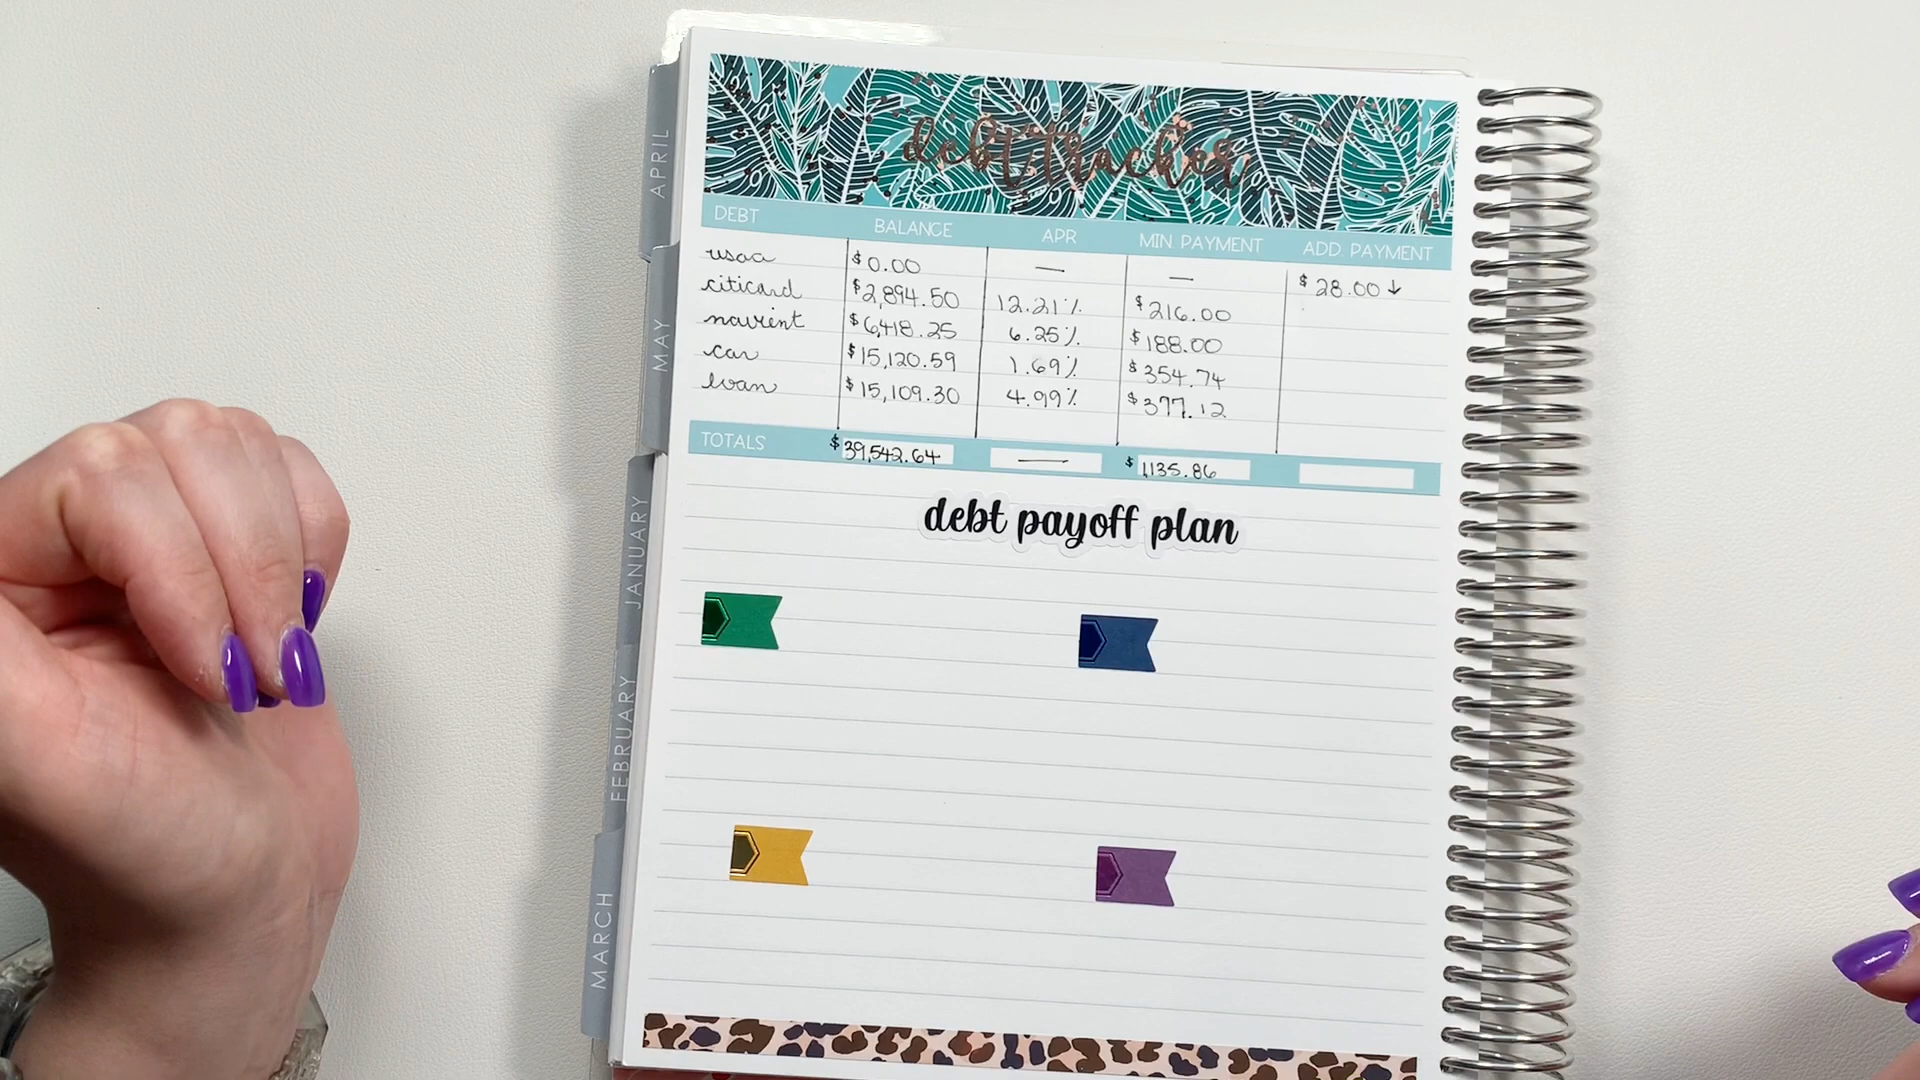 debt tracker
DEBT BALANCE APR MIN PAYMENT ADD. PAYMENT
usaa $0.00 — — $28.00 ↓
citicard $2,894.50 12.21% $216.00
navient $6,418.25 6.25% $188.00
car $15,120.59 1.69% $354.74
loan $15,109.30 4.99% $377.12
TOTALS $39,542.64 — $1135.86
debt payoff plan
APRIL
MAY
JANUARY
FEBRUARY
MARCH